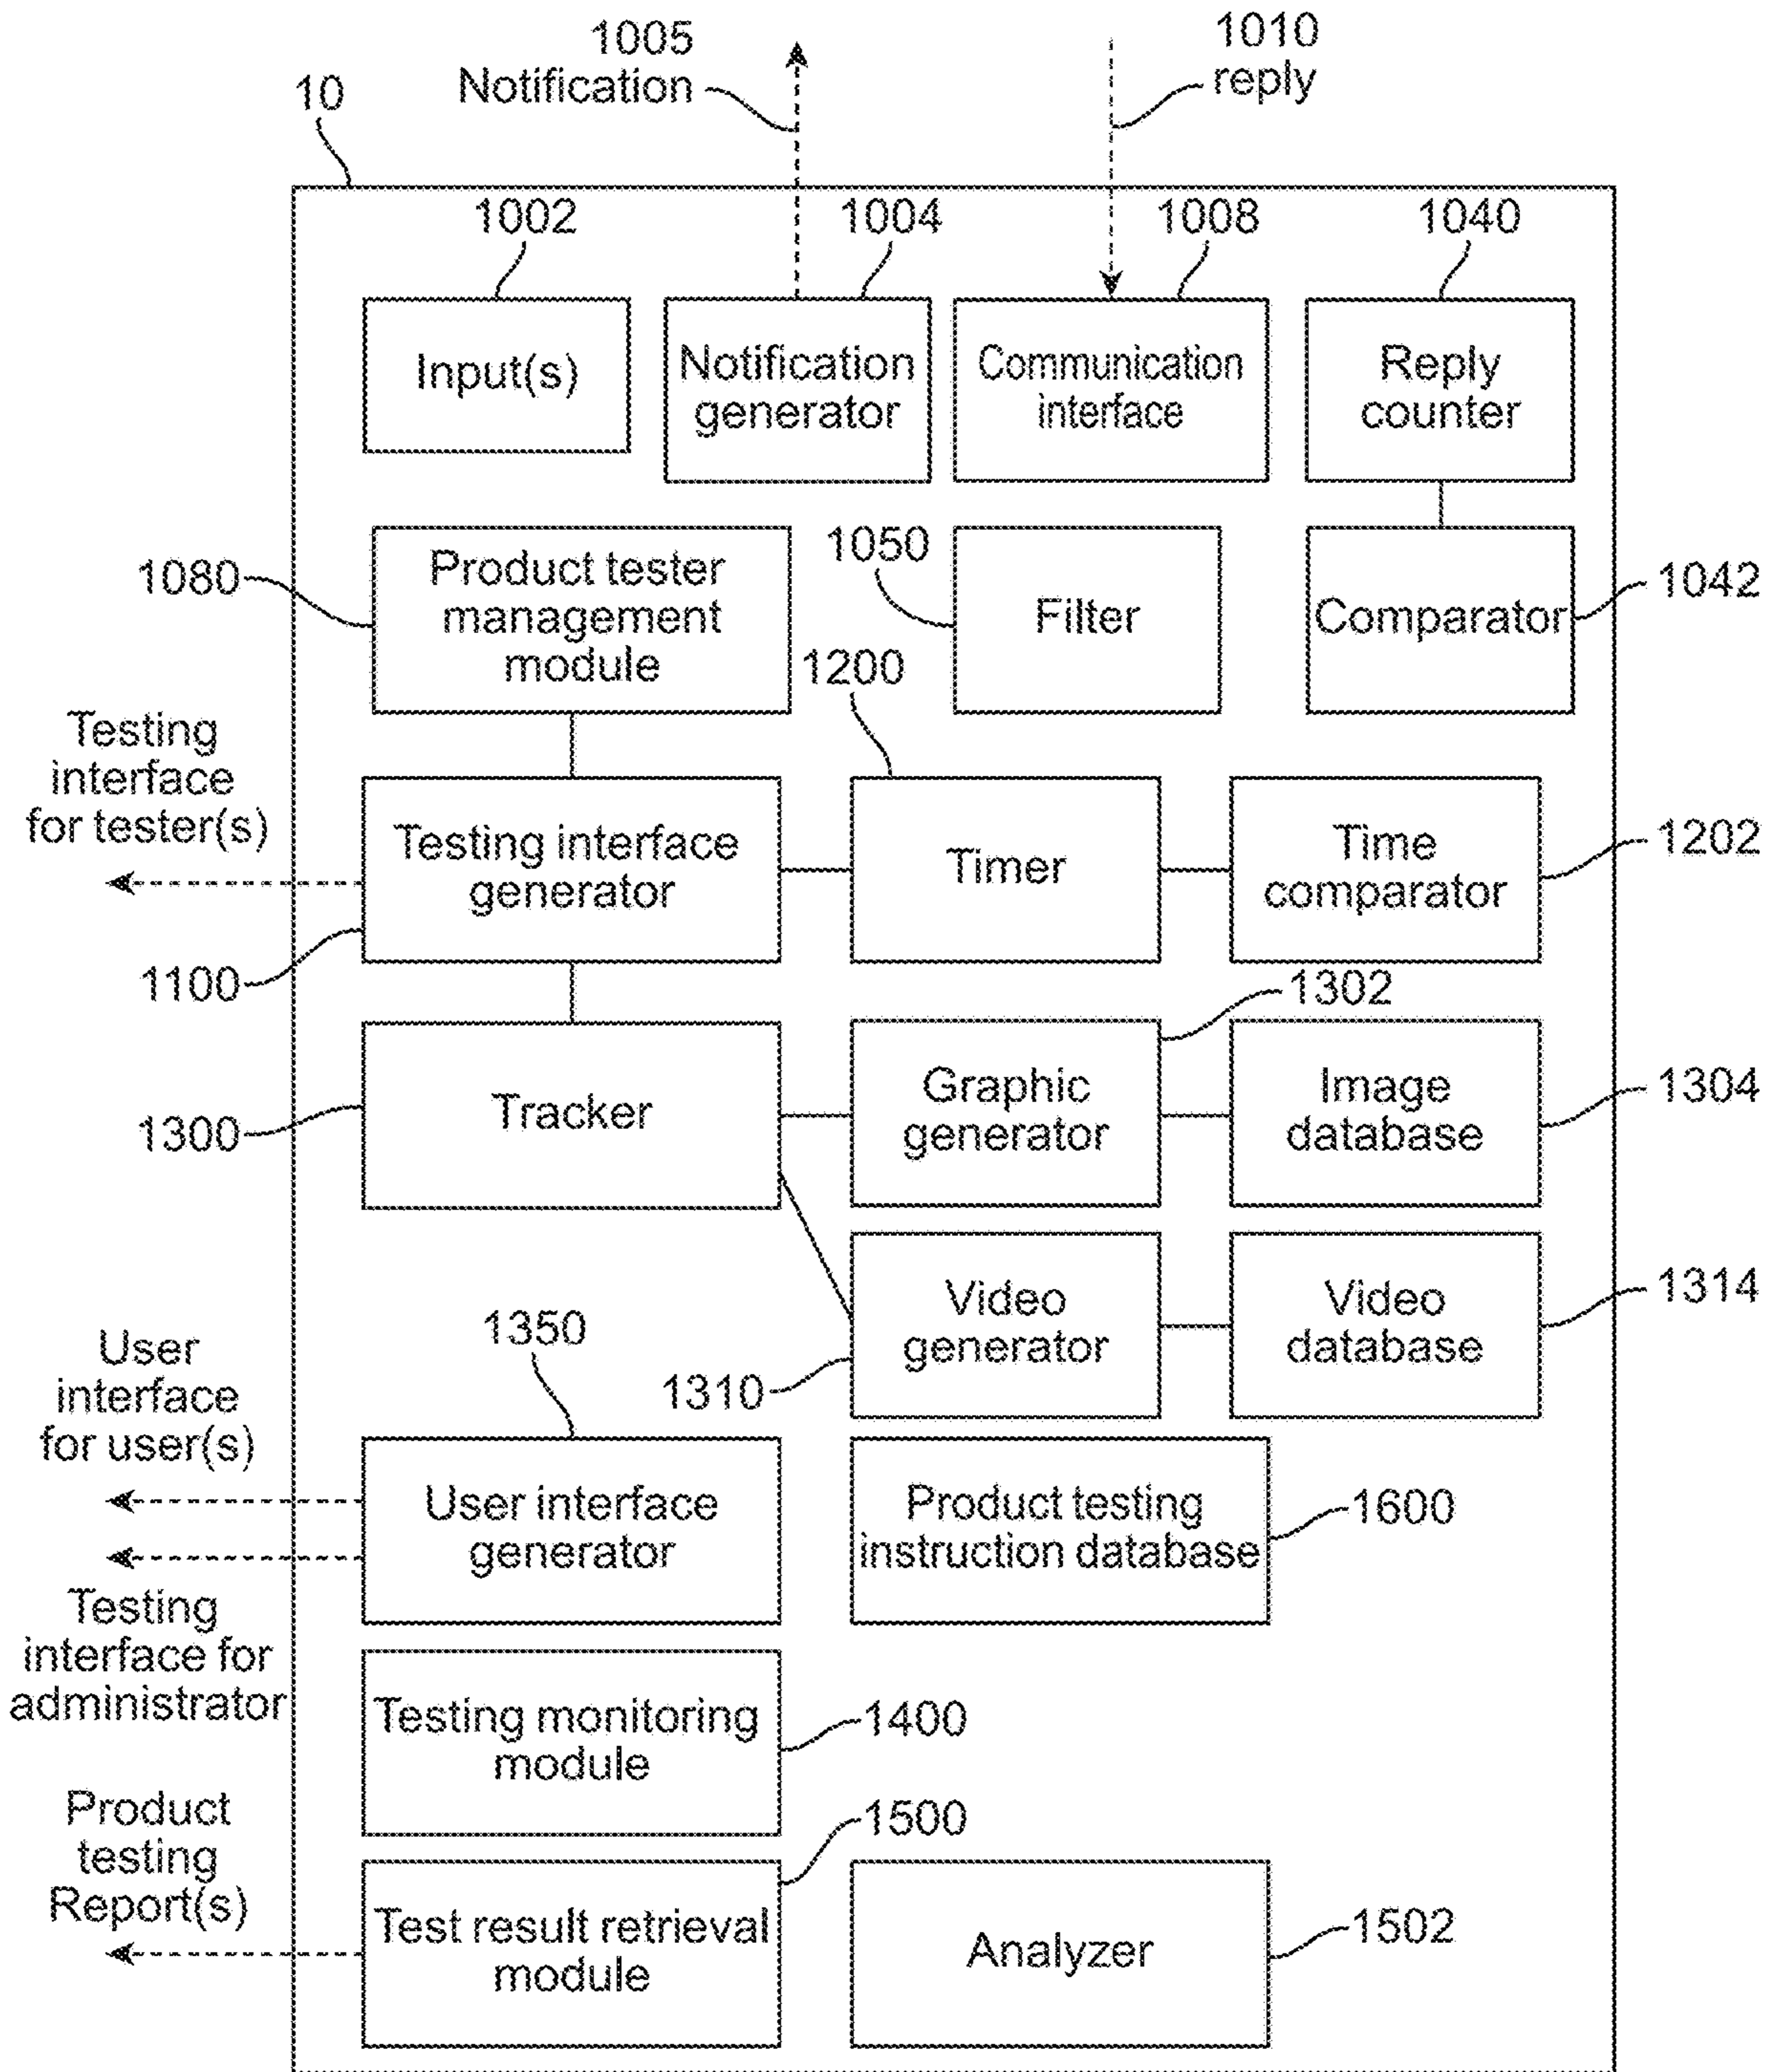 1005
Notification
1010
reply
10
1002
1004
1008
1040
Input(s)
Notification
generator
Communication
interface
Reply
counter
1080
Product tester
management
module
1050
Filter
Comparator
1042
1200
Testing
interface
for tester(s)
Testing interface
generator
Timer
Time
comparator
1202
1100
1302
1300
Tracker
Graphic
generator
Image
database
1304
Video
generator
Video
database
1314
1310
1350
User
interface
for user(s)
User interface
generator
Product testing
instruction database
1600
Testing
interface for
administrator
Testing monitoring
module
1400
1500
Product
testing
Report(s)
Test result retrieval
module
Analyzer
1502